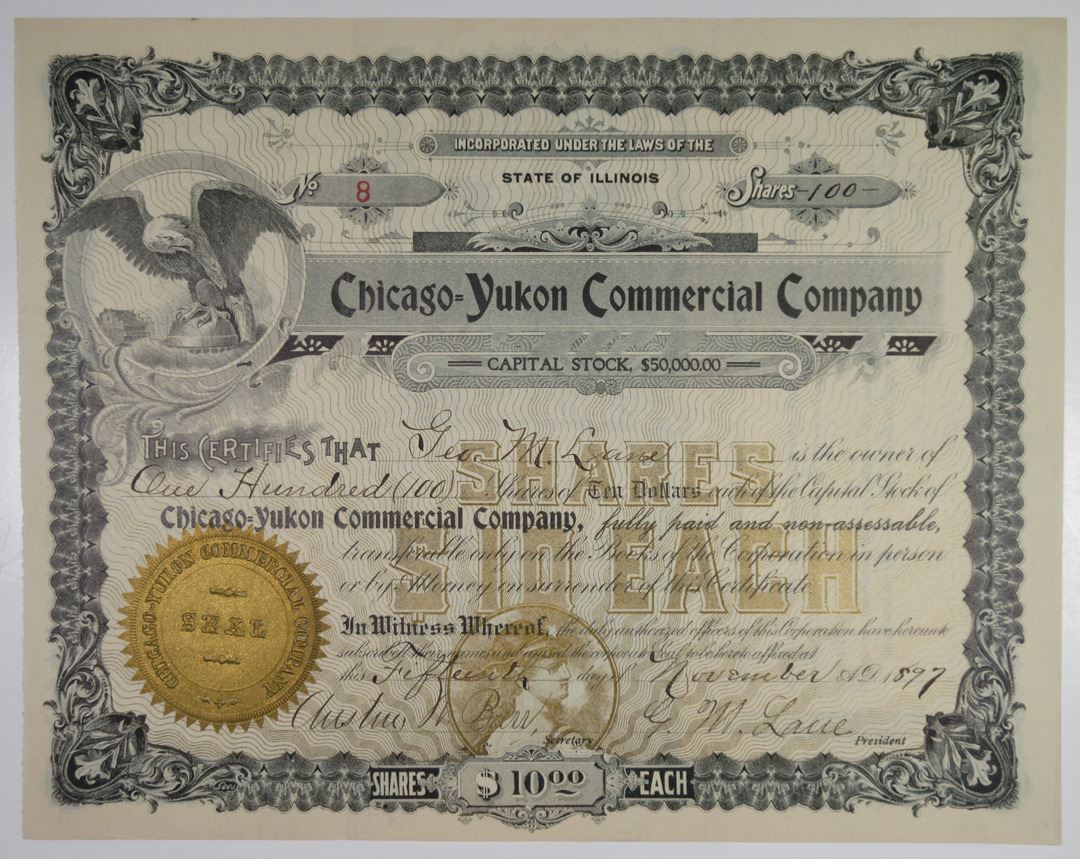 INCORPORATED UNDER THE LAWS OF THE
STATE OF ILLINOIS
No 8
Shares -100-
Chicago-Yukon Commercial Company
CAPITAL STOCK, $50,000.00
THIS CERTIFIES THAT Geo. M. Lane is the owner of
One Hundred (100) Shares of Ten Dollars each of the Capital Stock of
Chicago-Yukon Commercial Company, fully paid and non-assessable,
transferable only on the Books of the Corporation in person
or by Attorney on surrender of this Certificate.
SHARES
$10 EACH
In Witness Whereof, the duly authorized officers of this Corporation have hereunto
subscribed their names and caused the corporate Seal to be hereto affixed at
this Fifteenth day of November A.D. 1897
G. M. Lane
Secretary
President
CHICAGO-YUKON COMMERCIAL COMPANY
SEAL
SHARES $ 10.00 EACH